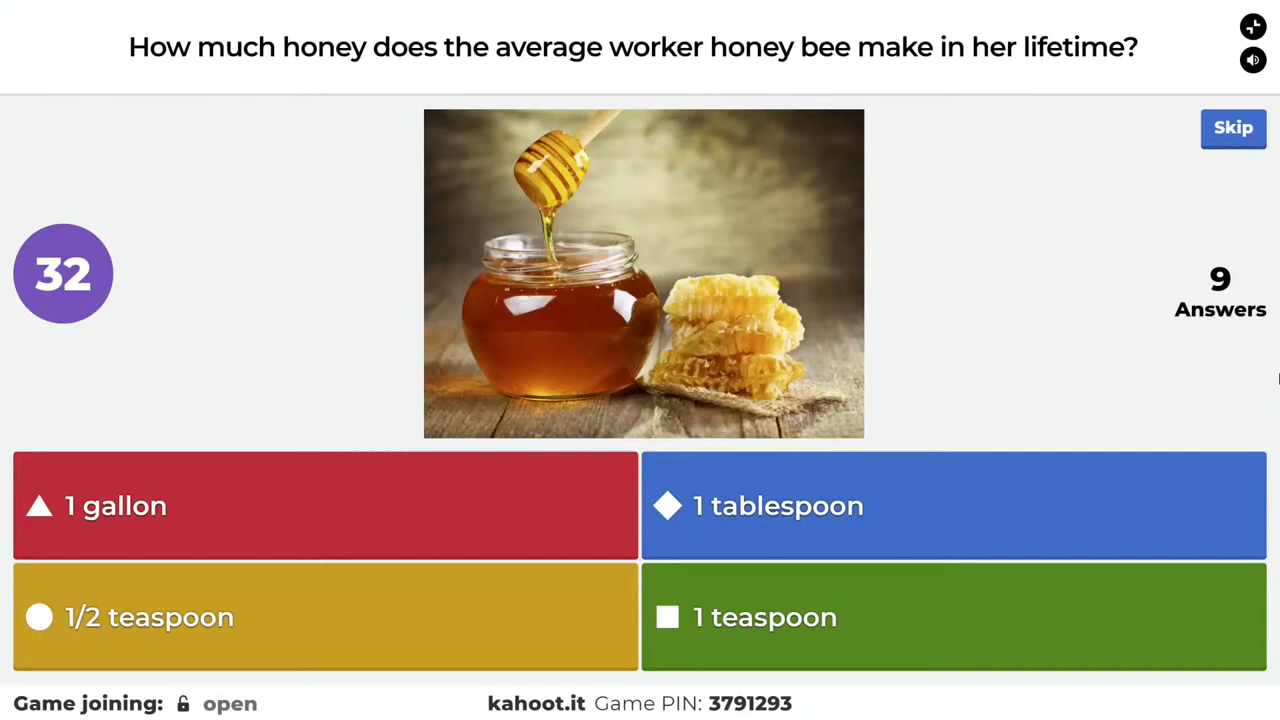 How much honey does the average worker honey bee make in her lifetime?
Skip
32
9
Answers
1 gallon
1 tablespoon
1/2 teaspoon
1 teaspoon
Game joining: open
kahoot.it Game PIN: 3791293